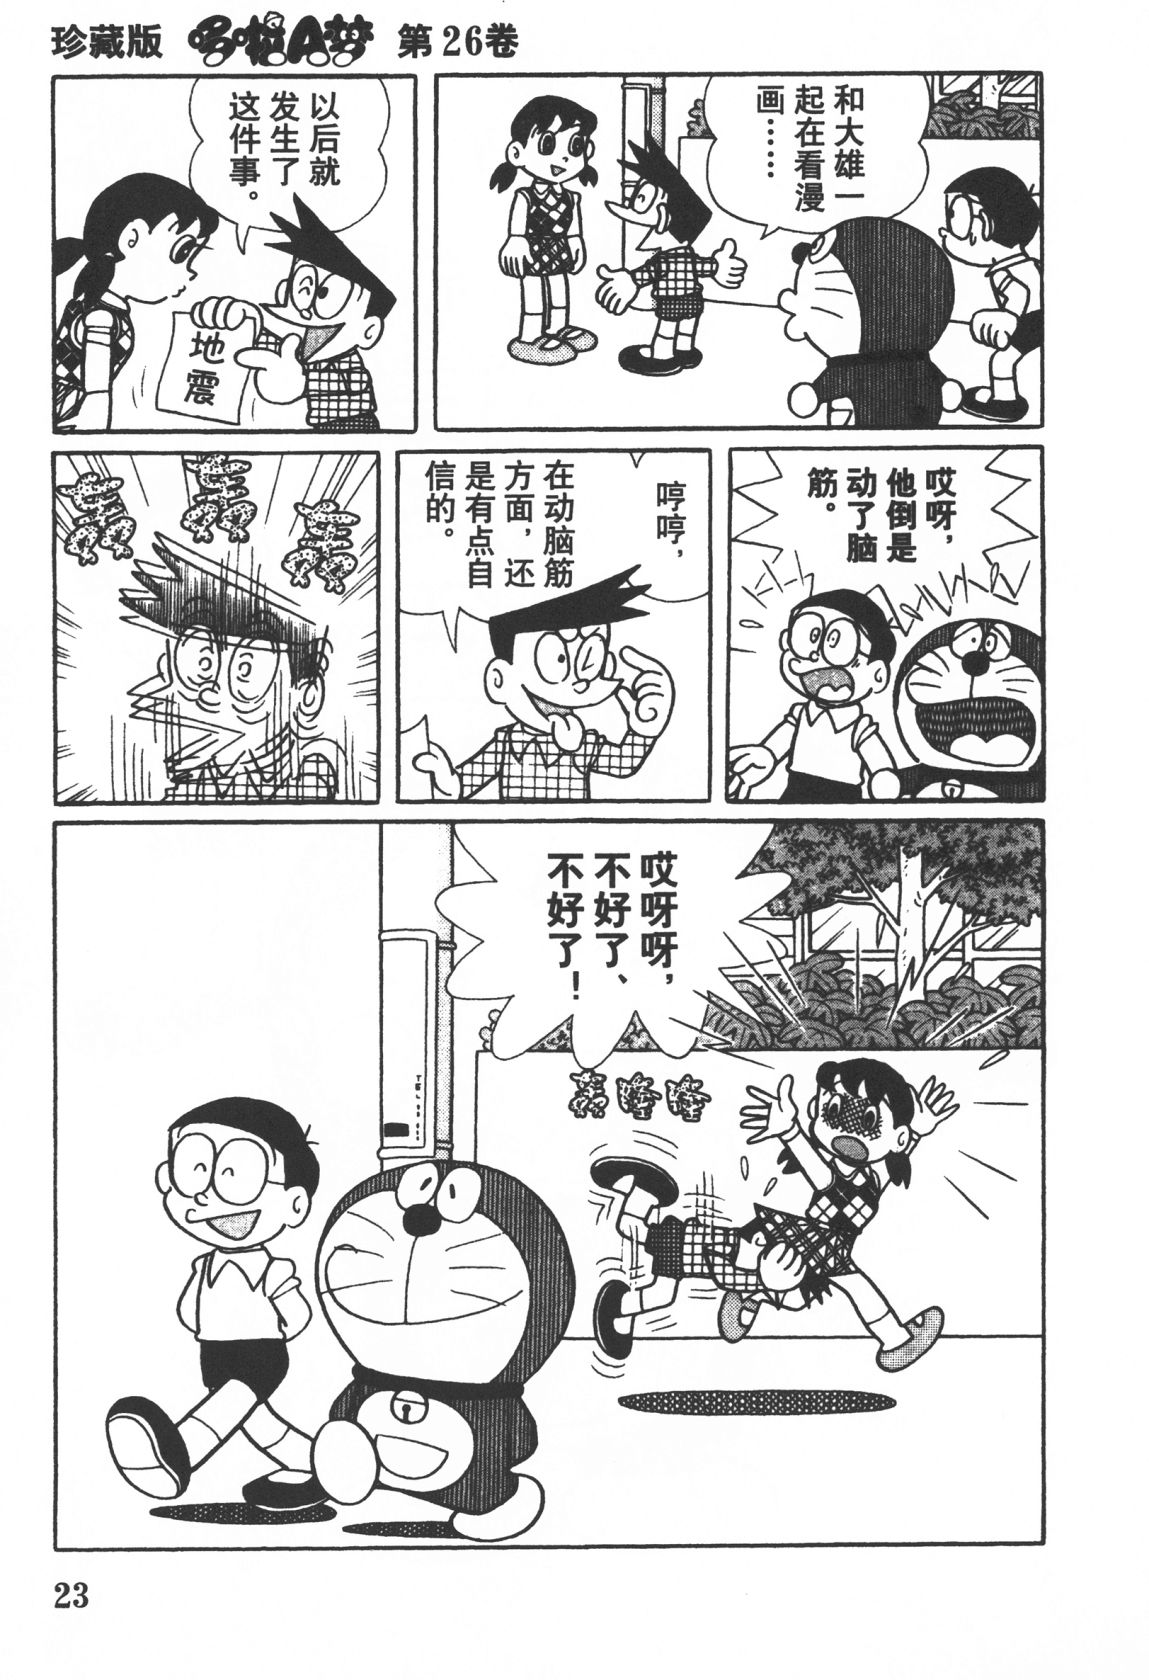 珍藏版 哆啦A梦 第26卷
和大雄一
起在看漫
画……
以后就
发生了
这件事。
地
震
哎呀，
他倒是
动了脑
筋。
哼哼，
在动脑筋
方面，还
是有点自
信的。
哎呀呀，
不好了、
不好了！
23